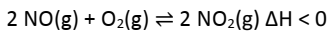 2 NO(g) + O₂(g) ⇌ 2 NO₂(g) ΔH < 0